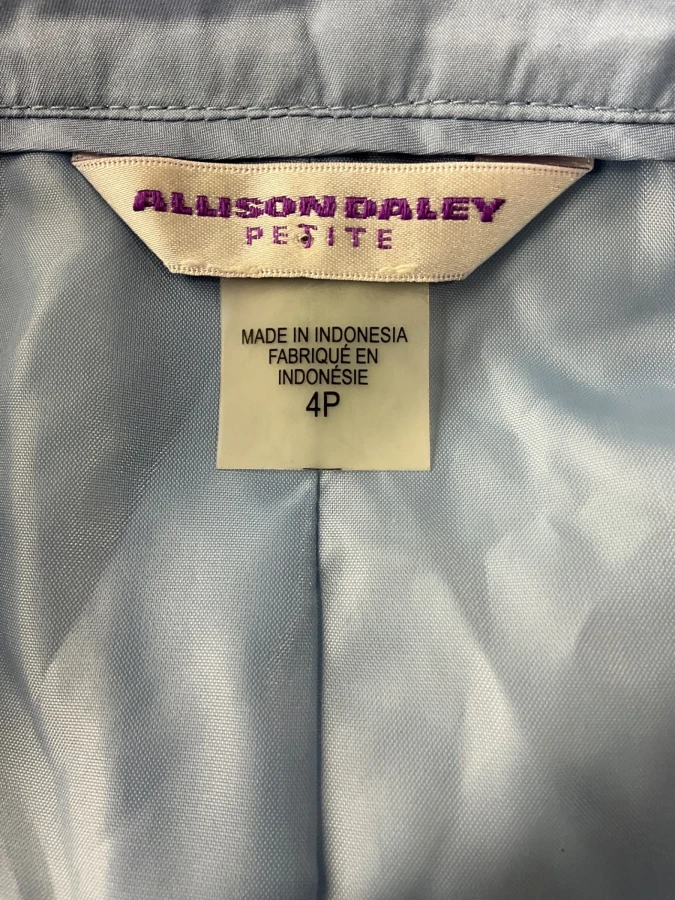 ALLISON DALEY
PETITE
MADE IN INDONESIA
FABRIQUÉ EN
INDONÉSIE
4P